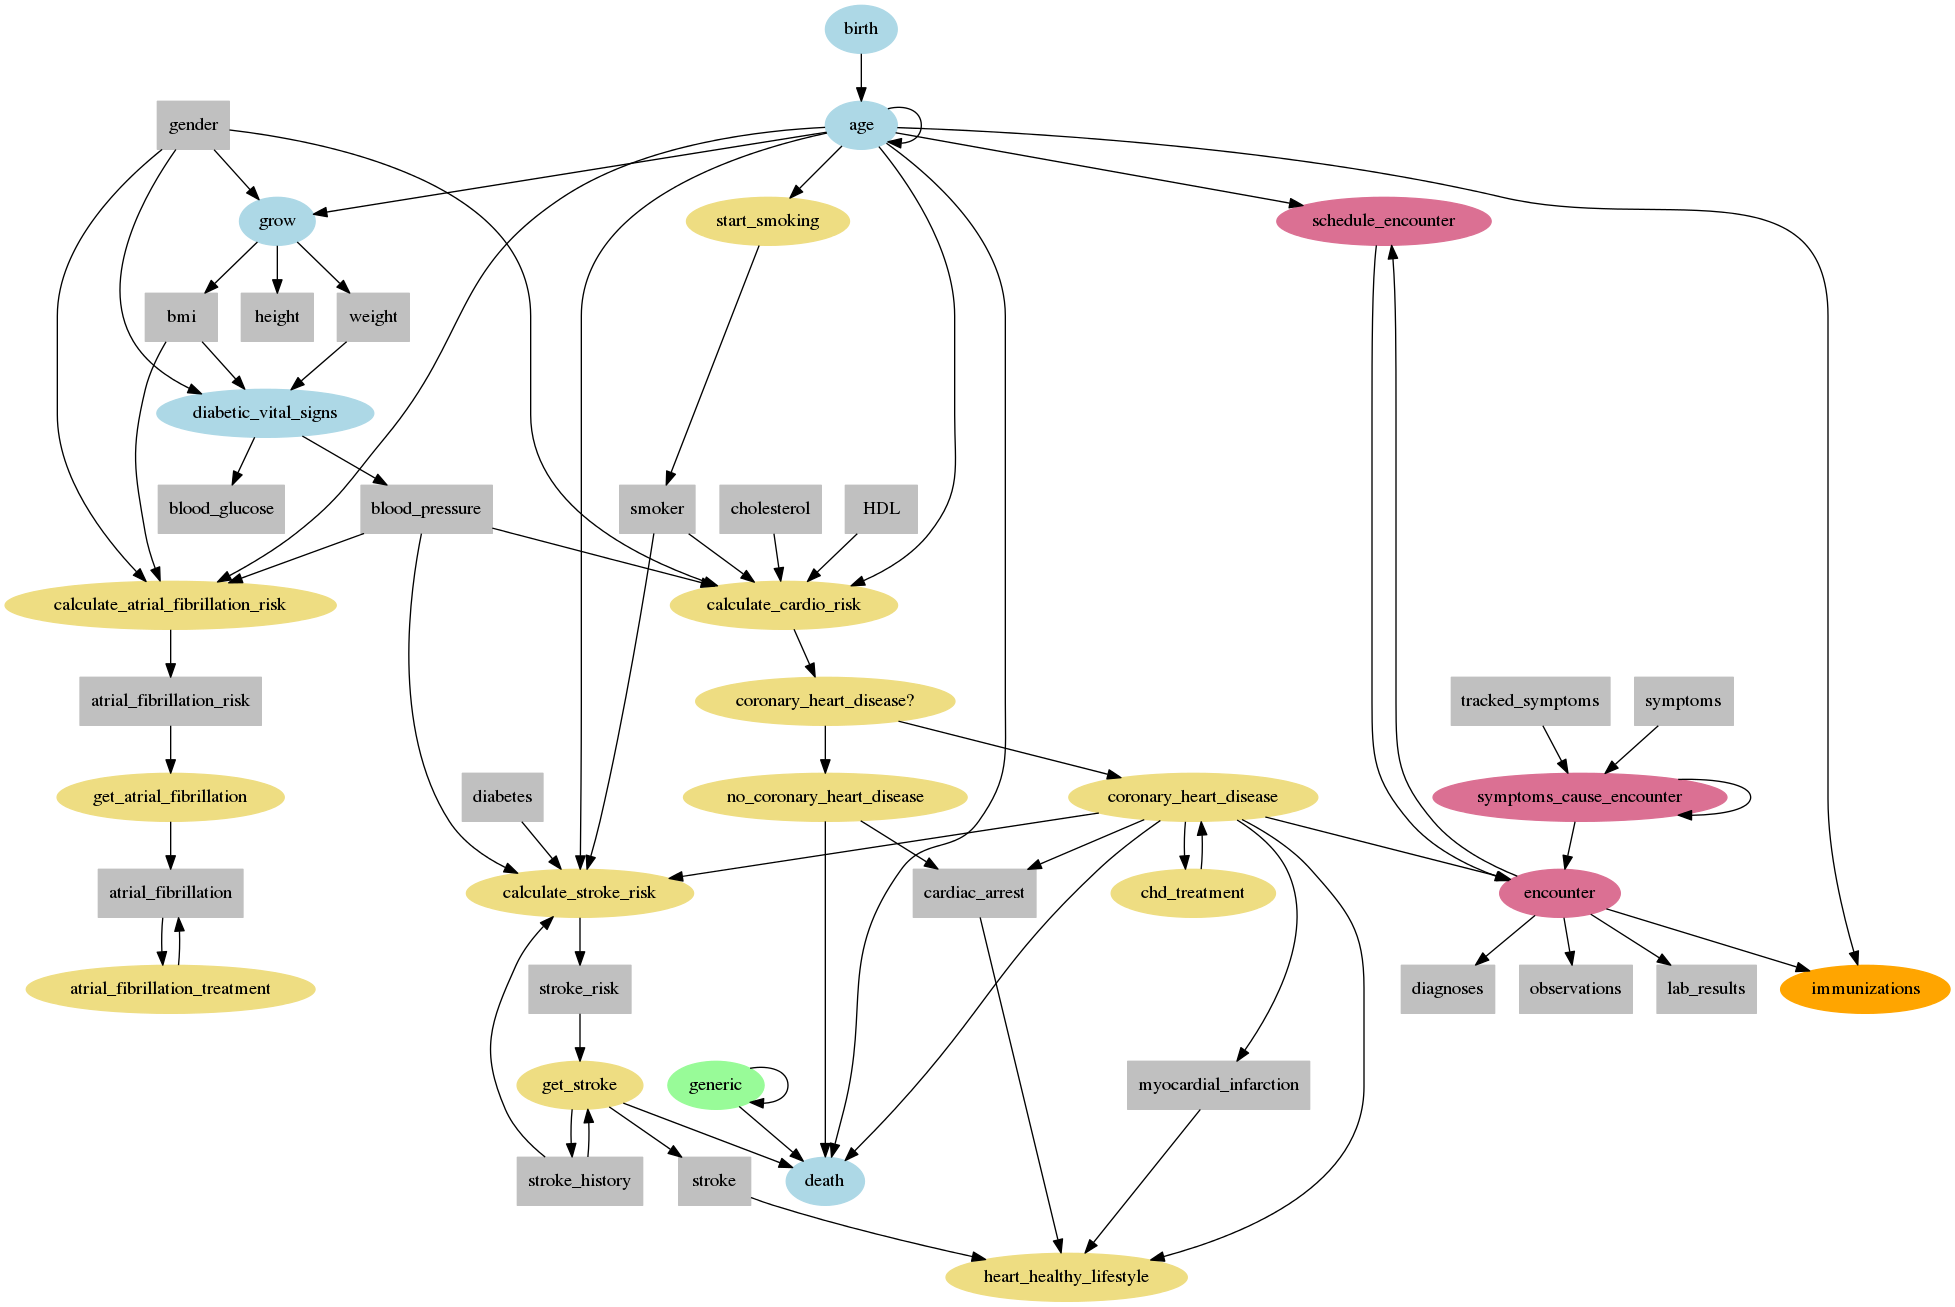 birth
gender
age
grow
start_smoking
schedule_encounter
bmi
height
weight
diabetic_vital_signs
blood_glucose
blood_pressure
smoker
cholesterol
HDL
calculate_atrial_fibrillation_risk
calculate_cardio_risk
atrial_fibrillation_risk
coronary_heart_disease?
tracked_symptoms
symptoms
get_atrial_fibrillation
diabetes
no_coronary_heart_disease
coronary_heart_disease
symptoms_cause_encounter
atrial_fibrillation
calculate_stroke_risk
cardiac_arrest
chd_treatment
encounter
atrial_fibrillation_treatment
stroke_risk
diagnoses
observations
lab_results
immunizations
get_stroke
generic
myocardial_infarction
stroke_history
stroke
death
heart_healthy_lifestyle